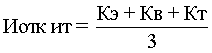 Иотк ит = (Кэ + Кв + Кт) / 3